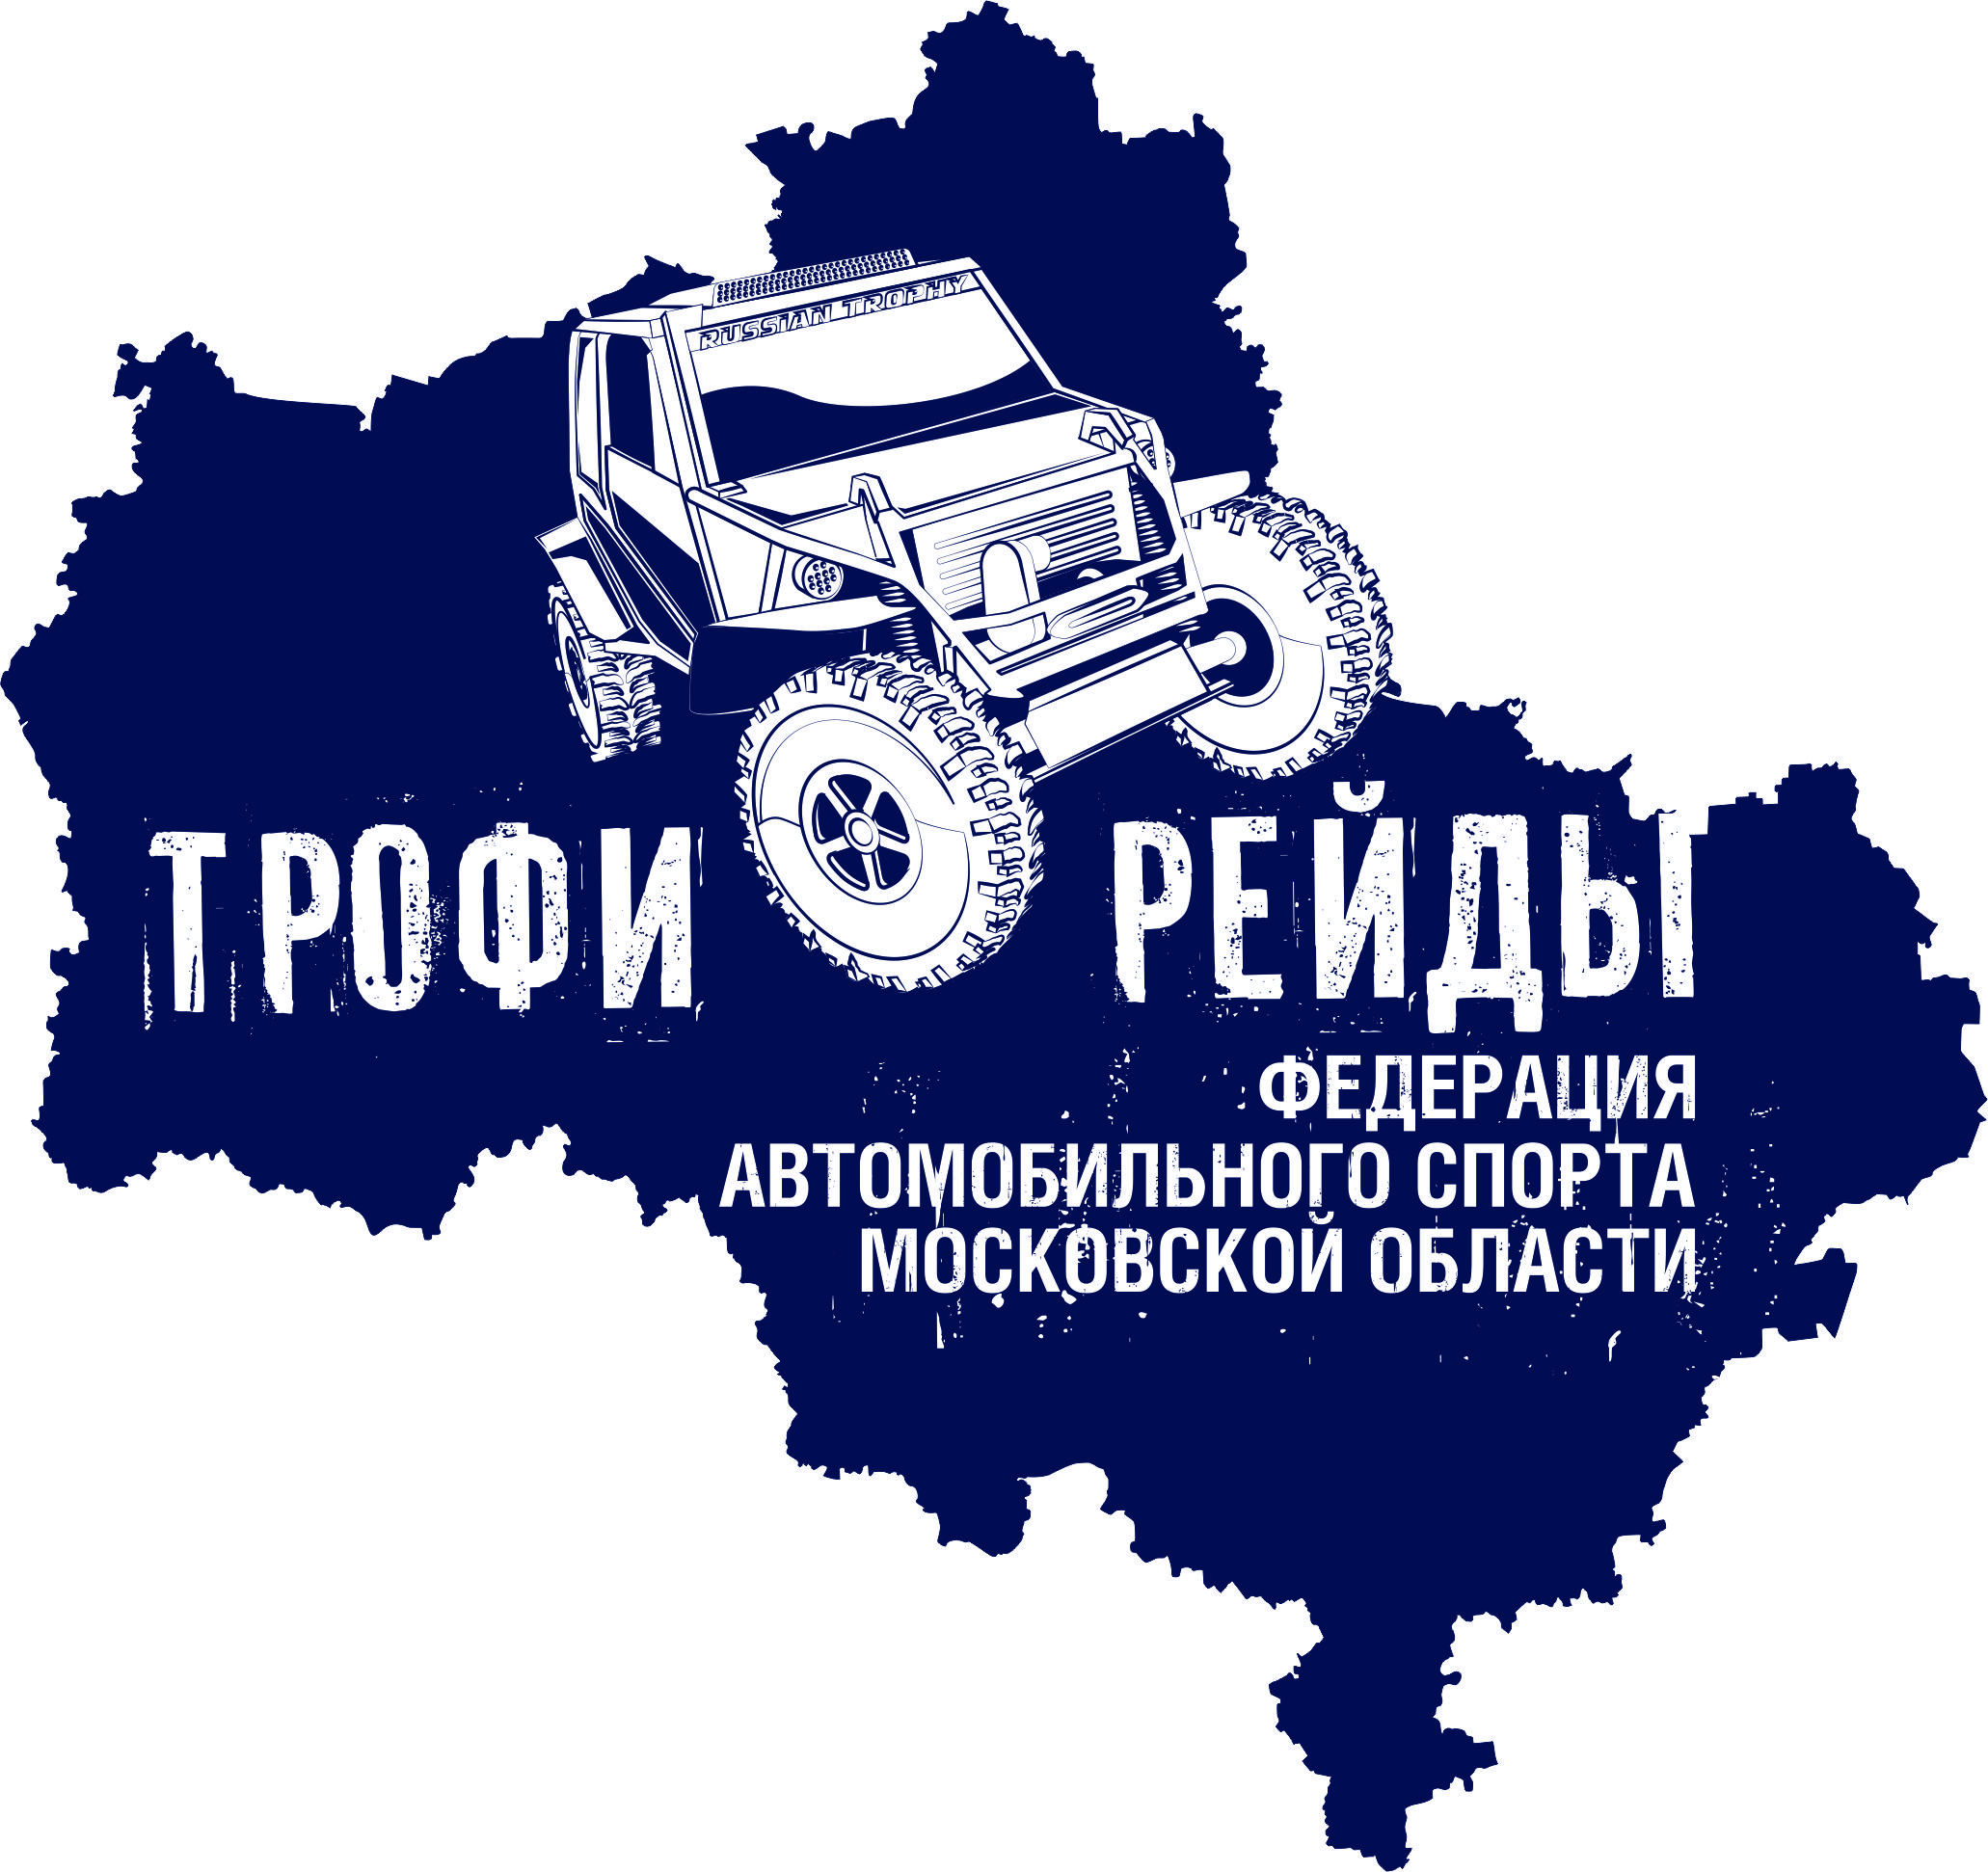 RUSSIAN TROPHY
ТРОФИ РЕЙДЫ
ФЕДЕРАЦИЯ
АВТОМОБИЛЬНОГО СПОРТА
МОСКОВСКОЙ ОБЛАСТИ